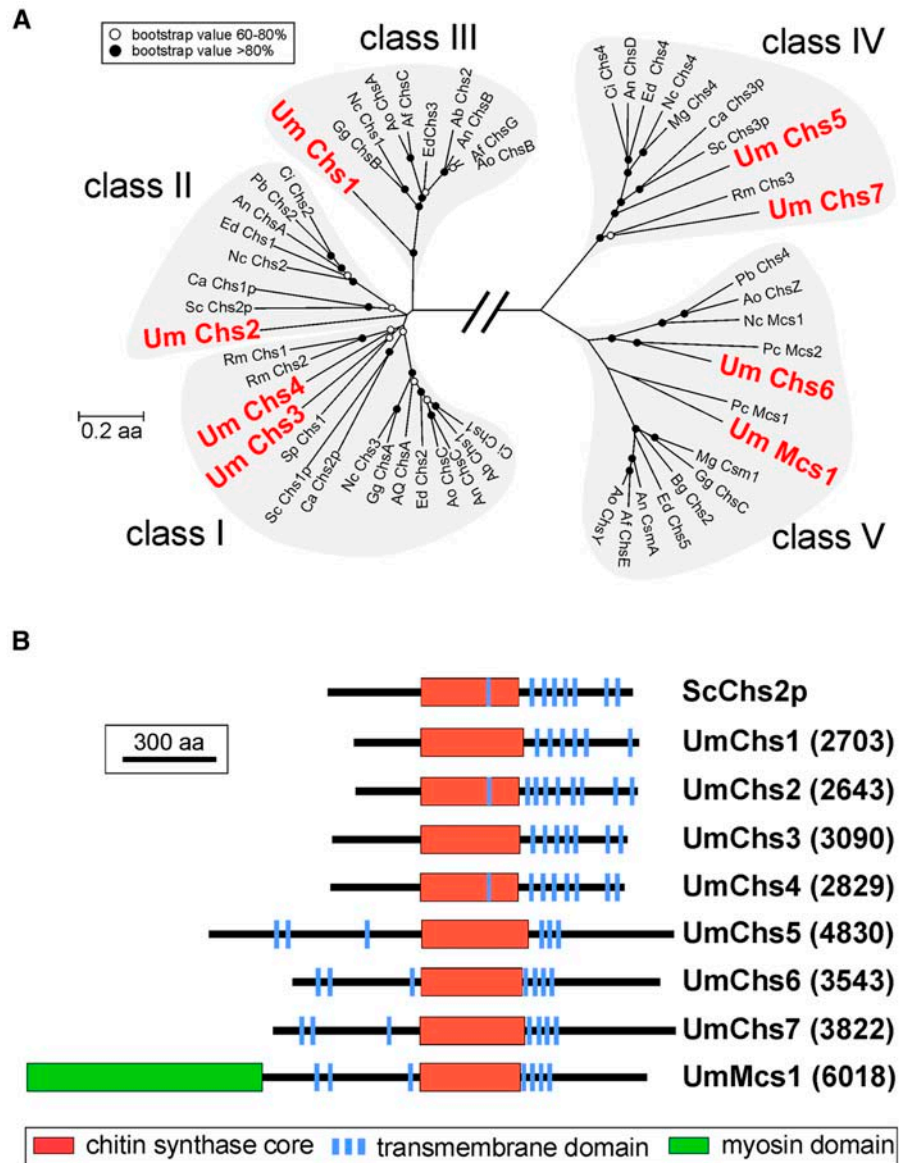 A
bootstrap value 60-80%
bootstrap value >80%
class III
class IV
class II
Um Chs1
Gg ChsB
Nc Chs1
Ao ChsA
Af ChsC
EdChs3
Ab Chs2
An ChsB
Af ChsG
Ao ChsB
Ci Chs4
An ChsD
Ed Chs4
Nc Chs4
Mg Chs4
Ca Chs3p
Sc Chs3p
Um Chs5
Rm Chs3
Um Chs7
Ci Chs2
Pb Chs2
An ChsA
Ed Chs1
Nc Chs2
Ca Chs1p
Sc Chs2p
Um Chs2
Rm Chs1
Rm Chs2
Um Chs4
Um Chs3
Sp Chs1
Sc Chs1p
Ca Chs2p
Nc Chs3
Gg ChsA
AQ ChsA
Ed Chs2
Ao ChsC
An ChsC
Ab Chs1
Ci Chs1
0.2 aa
class I
Pb Chs4
Ao ChsZ
Nc Mcs1
Pc Mcs2
Um Chs6
Pc Mcs1
Um Mcs1
Mg Csm1
Gg ChsC
Bg Chs2
Ed Chs5
An CsmA
Af ChsE
Ao ChsY
class V
B
300 aa
ScChs2p
UmChs1 (2703)
UmChs2 (2643)
UmChs3 (3090)
UmChs4 (2829)
UmChs5 (4830)
UmChs6 (3543)
UmChs7 (3822)
UmMcs1 (6018)
chitin synthase core
transmembrane domain
myosin domain